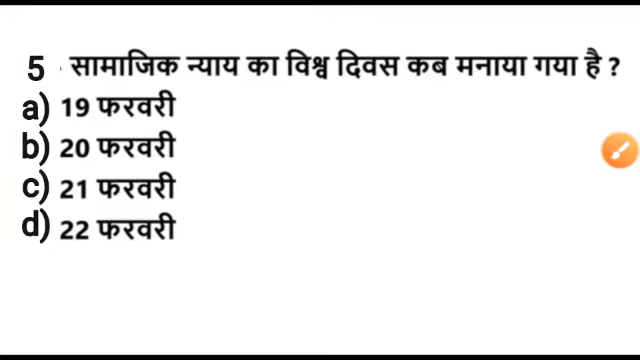 5 . सामाजिक न्याय का विश्व दिवस कब मनाया गया है ?
a) 19 फरवरी
b) 20 फरवरी
c) 21 फरवरी
d) 22 फरवरी